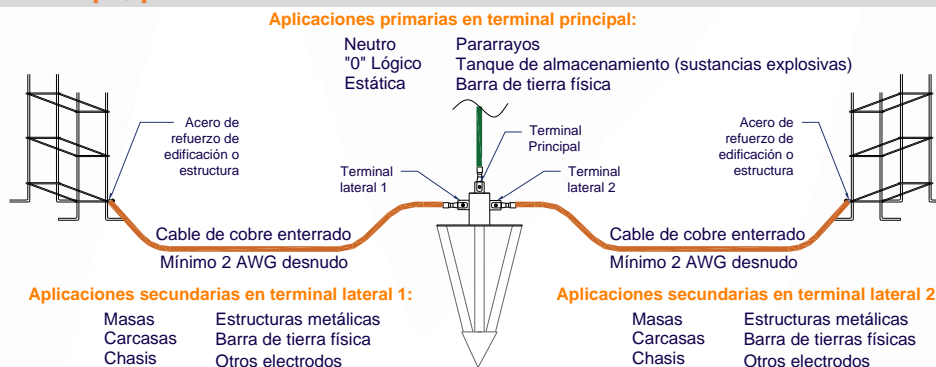 Aplicaciones primarias en terminal principal:
Neutro Pararrayos
"0" Lógico Tanque de almacenamiento (sustancias explosivas)
Estática Barra de tierra física
Acero de
refuerzo de
edificación o
estructura
Terminal
Principal
Acero de
refuerzo de
edificación o
estructura
Terminal
lateral 1
Terminal
lateral 2
Cable de cobre enterrado
Mínimo 2 AWG desnudo
Cable de cobre enterrado
Mínimo 2 AWG desnudo
Aplicaciones secundarias en terminal lateral 1:
Masas Estructuras metálicas
Carcasas Barra de tierra física
Chasis Otros electrodos
Aplicaciones secundarias en terminal lateral 2
Masas Estructuras metálicas
Carcasas Barra de tierras físicas
Chasis Otros electrodos